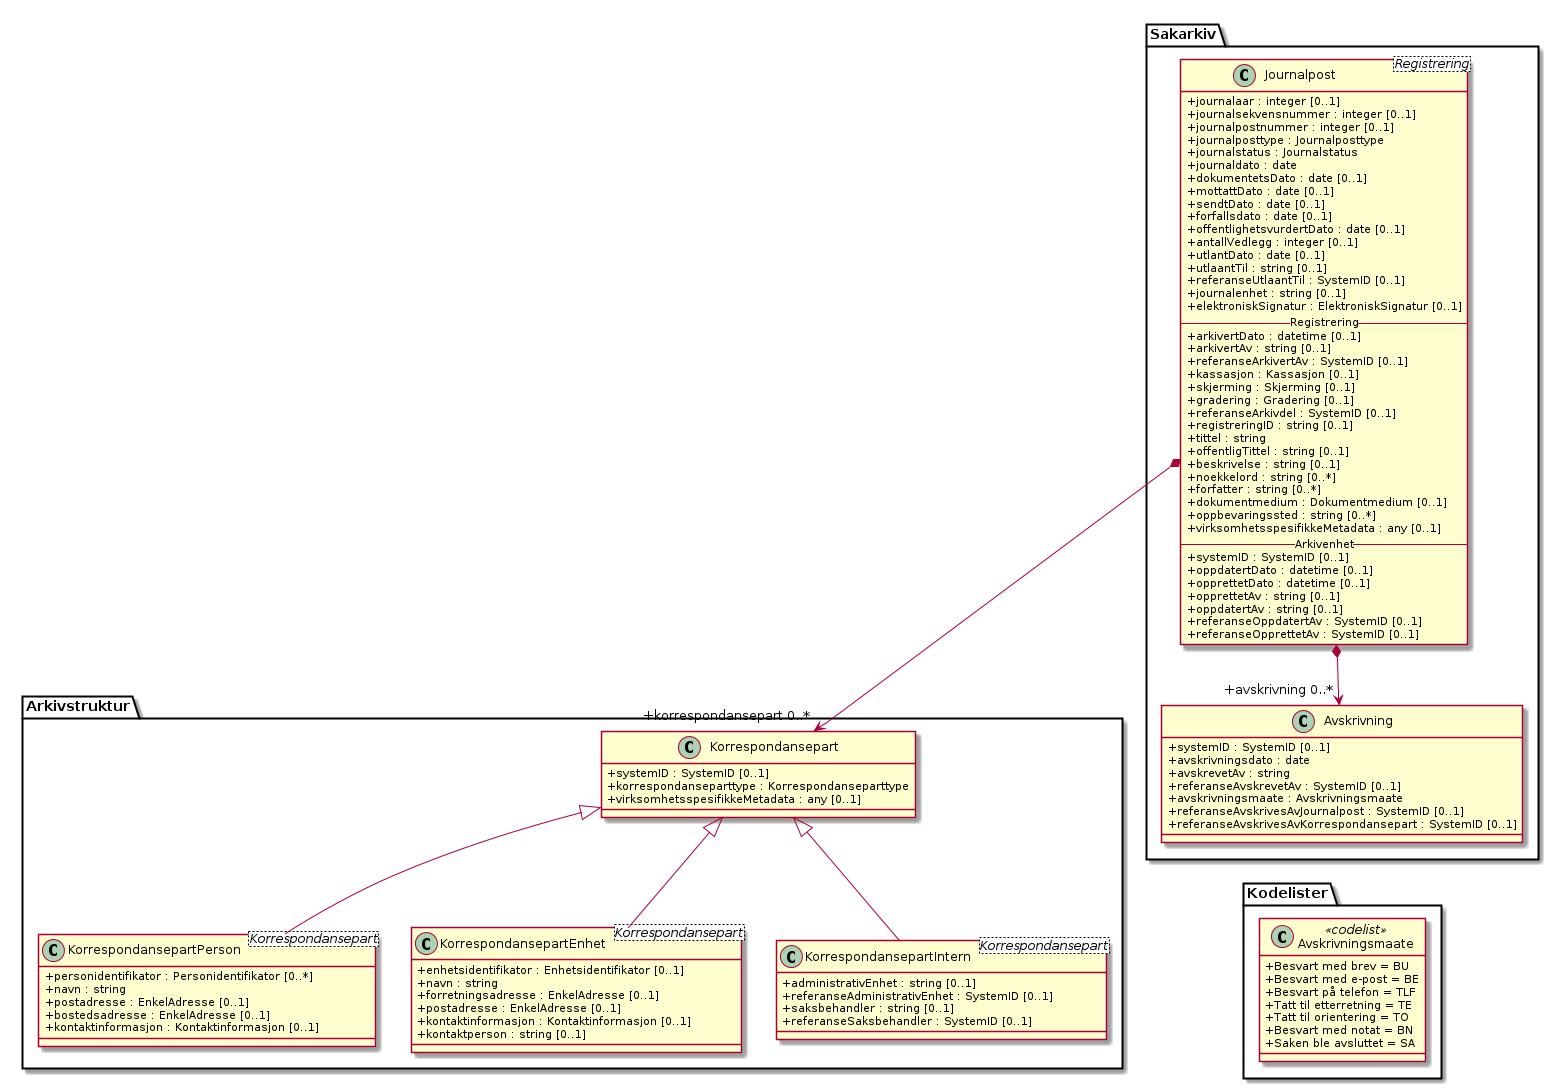 Sakarkiv
Registrering
C Journalpost
+journalaar : integer [0..1]
+journalsekvensnummer : integer [0..1]
+journalpostnummer : integer [0..1]
+journalposttype : Journalposttype
+journalstatus : Journalstatus
+journaldato : date
+dokumentetsDato : date [0..1]
+mottattDato : date [0..1]
+sendtDato : date [0..1]
+forfallsdato : date [0..1]
+offentlighetsvurdertDato : date [0..1]
+antallVedlegg : integer [0..1]
+utlantDato : date [0..1]
+utlaantTil : string [0..1]
+referanseUtlaantTil : SystemID [0..1]
+journalenhet : string [0..1]
+elektroniskSignatur : ElektroniskSignatur [0..1]
Registrering
+arkivertDato : datetime [0..1]
+arkivertAv : string [0..1]
+referanseArkivertAv : SystemID [0..1]
+kassasjon : Kassasjon [0..1]
+skjerming : Skjerming [0..1]
+gradering : Gradering [0..1]
+referanseArkivdel : SystemID [0..1]
+registreringID : string [0..1]
+tittel : string
+offentligTittel : string [0..1]
+beskrivelse : string [0..1]
+noekkelord : string [0..*]
+forfatter : string [0..*]
+dokumentmedium : Dokumentmedium [0..1]
+oppbevaringssted : string [0..*]
+virksomhetsspesifikkeMetadata : any [0..1]
Arkivenhet
+systemID : SystemID [0..1]
+oppdatertDato : datetime [0..1]
+opprettetDato : datetime [0..1]
+opprettetAv : string [0..1]
+oppdatertAv : string [0..1]
+referanseOppdatertAv : SystemID [0..1]
+referanseOpprettetAv : SystemID [0..1]
+avskrivning 0..*
C Avskrivning
+systemID : SystemID [0..1]
+avskrivningsdato : date
+avskrevetAv : string
+referanseAvskrevetAv : SystemID [0..1]
+avskrivningsmaate : Avskrivningsmaate
+referanseAvskrivesAvJournalpost : SystemID [0..1]
+referanseAvskrivesAvKorrespondansepart : SystemID [0..1]
Arkivstruktur
+korrespondansepart 0..*
C Korrespondansepart
+systemID : SystemID [0..1]
+korrespondanseparttype : Korrespondanseparttype
+virksomhetsspesifikkeMetadata : any [0..1]
Korrespondansepart
C KorrespondansepartPerson
+personidentifikator : Personidentifikator [0..*]
+navn : string
+postadresse : EnkelAdresse [0..1]
+bostedsadresse : EnkelAdresse [0..1]
+kontaktinformasjon : Kontaktinformasjon [0..1]
Korrespondansepart
C KorrespondansepartEnhet
+enhetsidentifikator : Enhetsidentifikator [0..1]
+navn : string
+forretningsadresse : EnkelAdresse [0..1]
+postadresse : EnkelAdresse [0..1]
+kontaktinformasjon : Kontaktinformasjon [0..1]
+kontaktperson : string [0..1]
Korrespondansepart
C KorrespondansepartIntern
+administrativEnhet : string [0..1]
+referanseAdministrativEnhet : SystemID [0..1]
+saksbehandler : string [0..1]
+referanseSaksbehandler : SystemID [0..1]
Kodelister
«codelist»
C Avskrivningsmaate
+Besvart med brev = BU
+Besvart med e-post = BE
+Besvart på telefon = TLF
+Tatt til etterretning = TE
+Tatt til orientering = TO
+Besvart med notat = BN
+Saken ble avsluttet = SA